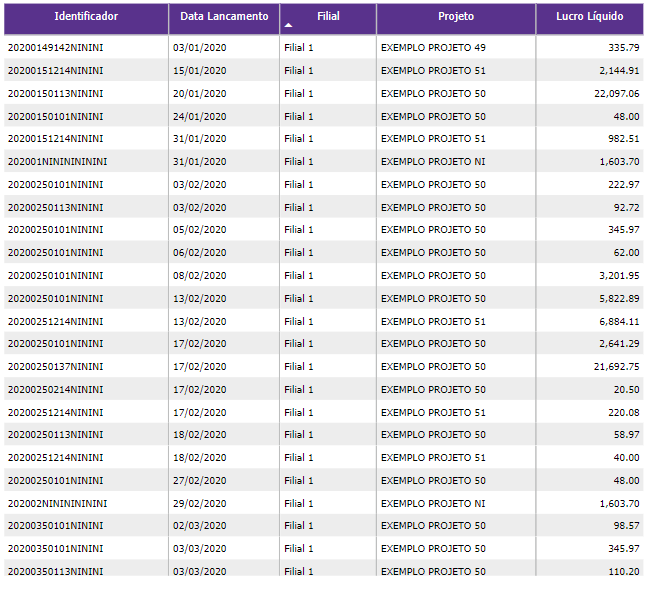 Identificador Data Lancamento Filial Projeto Lucro Líquido
20200149142NININI 03/01/2020 Filial 1 EXEMPLO PROJETO 49 335.79
20200151214NININI 15/01/2020 Filial 1 EXEMPLO PROJETO 51 2,144.91
20200150113NININI 20/01/2020 Filial 1 EXEMPLO PROJETO 50 22,097.06
20200150101NININI 24/01/2020 Filial 1 EXEMPLO PROJETO 50 48.00
20200151214NININI 31/01/2020 Filial 1 EXEMPLO PROJETO 51 982.51
202001NINININININI 31/01/2020 Filial 1 EXEMPLO PROJETO NI 1,603.70
20200250101NININI 03/02/2020 Filial 1 EXEMPLO PROJETO 50 222.97
20200250113NININI 03/02/2020 Filial 1 EXEMPLO PROJETO 50 92.72
20200250101NININI 05/02/2020 Filial 1 EXEMPLO PROJETO 50 345.97
20200250101NININI 06/02/2020 Filial 1 EXEMPLO PROJETO 50 62.00
20200250101NININI 08/02/2020 Filial 1 EXEMPLO PROJETO 50 3,201.95
20200250101NININI 13/02/2020 Filial 1 EXEMPLO PROJETO 50 5,822.89
20200251214NININI 13/02/2020 Filial 1 EXEMPLO PROJETO 51 6,884.11
20200250101NININI 17/02/2020 Filial 1 EXEMPLO PROJETO 50 2,641.29
20200250137NININI 17/02/2020 Filial 1 EXEMPLO PROJETO 50 21,692.75
20200250214NININI 17/02/2020 Filial 1 EXEMPLO PROJETO 50 20.50
20200251214NININI 17/02/2020 Filial 1 EXEMPLO PROJETO 51 220.08
20200250113NININI 18/02/2020 Filial 1 EXEMPLO PROJETO 50 58.97
20200251214NININI 18/02/2020 Filial 1 EXEMPLO PROJETO 51 40.00
20200250101NININI 27/02/2020 Filial 1 EXEMPLO PROJETO 50 48.00
202002NINININININI 29/02/2020 Filial 1 EXEMPLO PROJETO NI 1,603.70
20200350101NININI 02/03/2020 Filial 1 EXEMPLO PROJETO 50 98.57
20200350101NININI 03/03/2020 Filial 1 EXEMPLO PROJETO 50 345.97
20200350113NININI 03/03/2020 Filial 1 EXEMPLO PROJETO 50 110.20